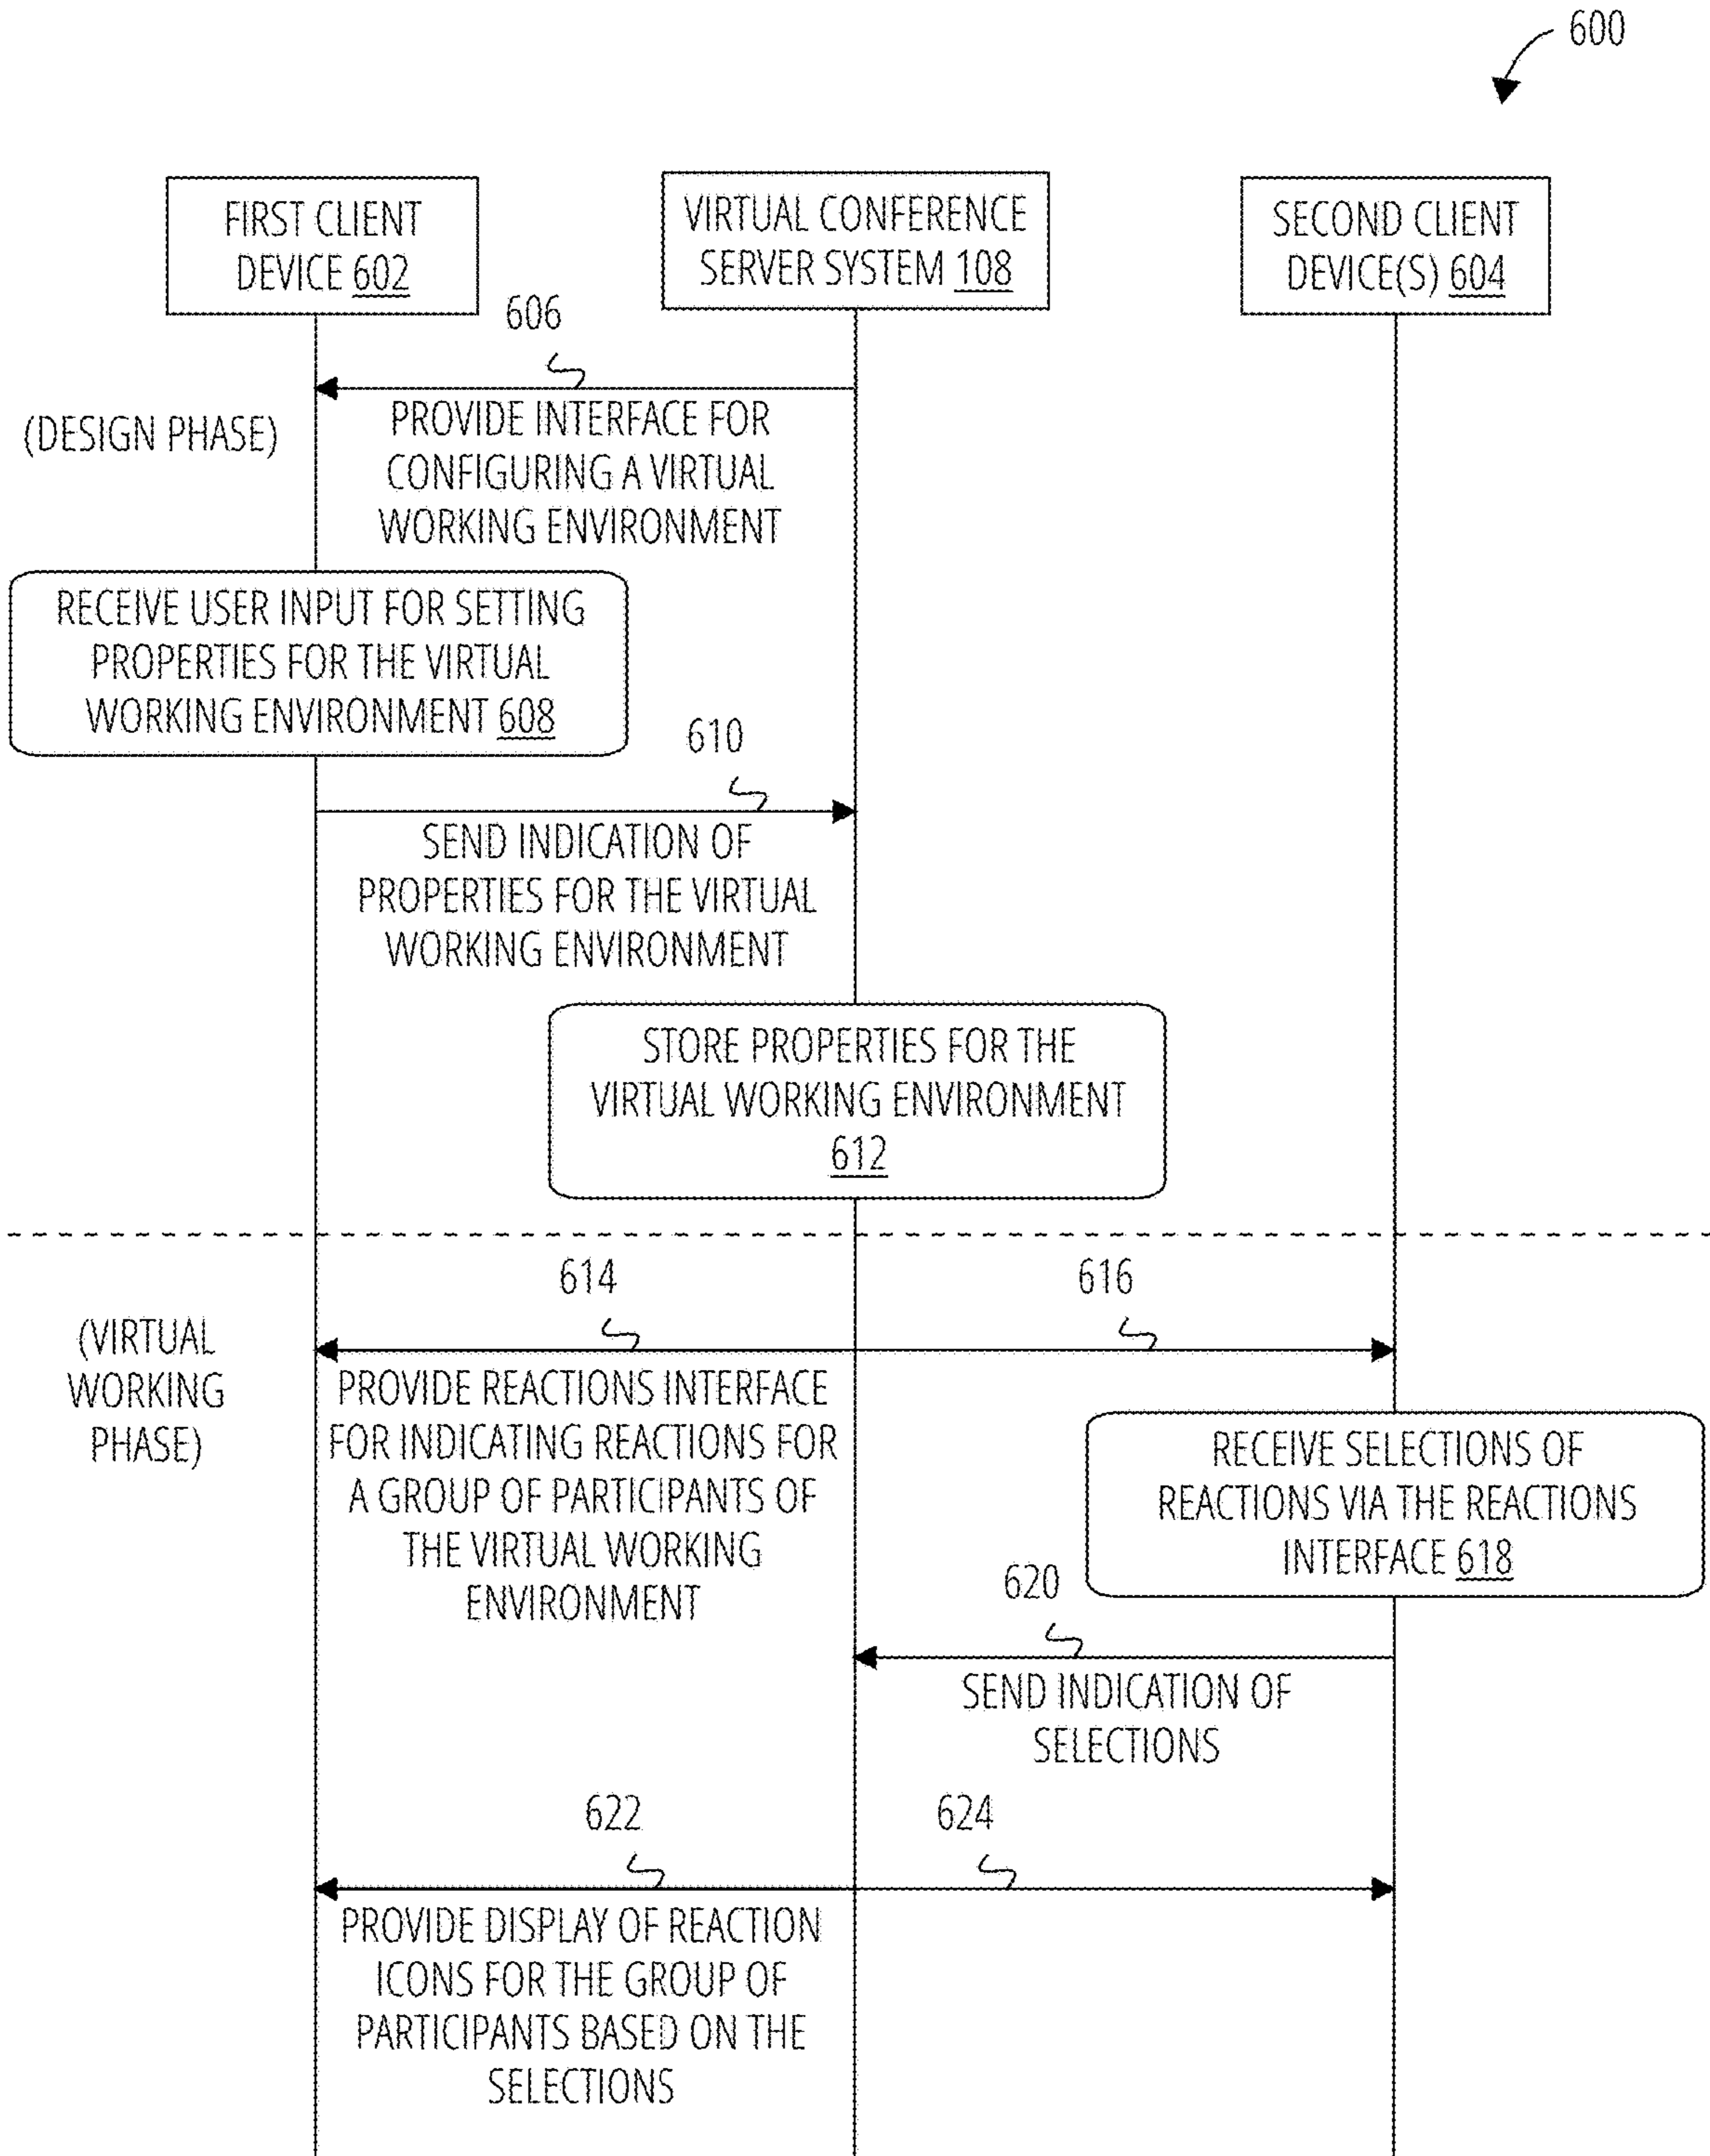 600
FIRST CLIENT
DEVICE 602
VIRTUAL CONFERENCE
SERVER SYSTEM 108
SECOND CLIENT
DEVICE(S) 604
606
(DESIGN PHASE)
PROVIDE INTERFACE FOR
CONFIGURING A VIRTUAL
WORKING ENVIRONMENT
RECEIVE USER INPUT FOR SETTING
PROPERTIES FOR THE VIRTUAL
WORKING ENVIRONMENT 608
610
SEND INDICATION OF
PROPERTIES FOR THE VIRTUAL
WORKING ENVIRONMENT
STORE PROPERTIES FOR THE
VIRTUAL WORKING ENVIRONMENT
612
614
616
(VIRTUAL
WORKING
PHASE)
PROVIDE REACTIONS INTERFACE
FOR INDICATING REACTIONS FOR
A GROUP OF PARTICIPANTS OF
THE VIRTUAL WORKING
ENVIRONMENT
RECEIVE SELECTIONS OF
REACTIONS VIA THE REACTIONS
INTERFACE 618
620
SEND INDICATION OF
SELECTIONS
622
624
PROVIDE DISPLAY OF REACTION
ICONS FOR THE GROUP OF
PARTICIPANTS BASED ON THE
SELECTIONS